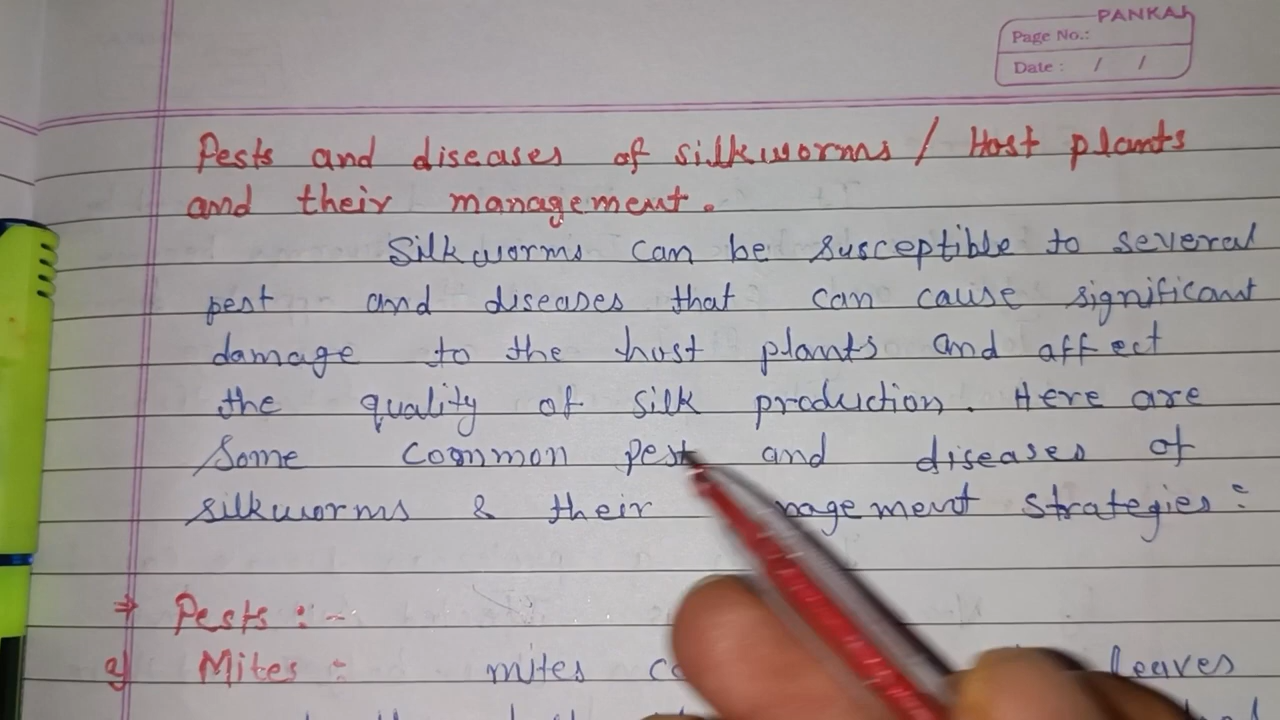 PANKAJ
Page No.:
Date : / /
Pests and diseases of silkworms / Host plants
and their management.
Silkworms can be susceptible to several
pest and diseases that can cause significant
damage to the host plants and affect
the quality of silk production. Here are
Some common pest and diseases of
silkworms & their nagement strategies :
⇒ Pests : -
a) Mites : mites leaves